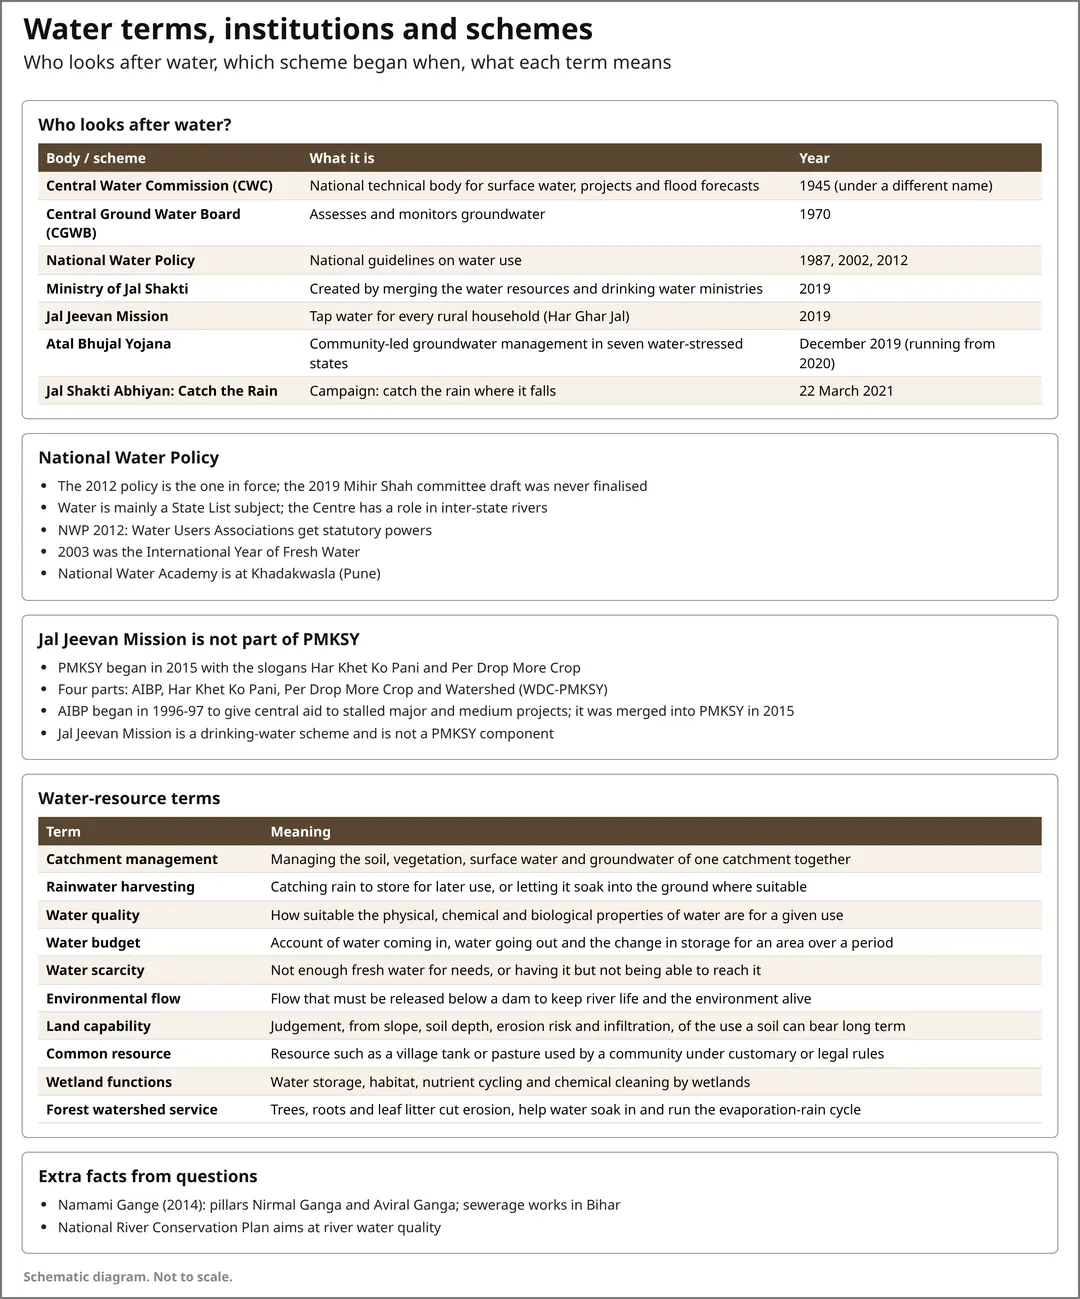 Water terms, institutions and schemes
Who looks after water, which scheme began when, what each term means
Who looks after water?
Body / scheme What it is Year
Central Water Commission (CWC) National technical body for surface water, projects and flood forecasts 1945 (under a different name)
Central Ground Water Board (CGWB) Assesses and monitors groundwater 1970
National Water Policy National guidelines on water use 1987, 2002, 2012
Ministry of Jal Shakti Created by merging the water resources and drinking water ministries 2019
Jal Jeevan Mission Tap water for every rural household (Har Ghar Jal) 2019
Atal Bhujal Yojana Community-led groundwater management in seven water-stressed states December 2019 (running from 2020)
Jal Shakti Abhiyan: Catch the Rain Campaign: catch the rain where it falls 22 March 2021
National Water Policy
• The 2012 policy is the one in force; the 2019 Mihir Shah committee draft was never finalised
• Water is mainly a State List subject; the Centre has a role in inter-state rivers
• NWP 2012: Water Users Associations get statutory powers
• 2003 was the International Year of Fresh Water
• National Water Academy is at Khadakwasla (Pune)
Jal Jeevan Mission is not part of PMKSY
• PMKSY began in 2015 with the slogans Har Khet Ko Pani and Per Drop More Crop
• Four parts: AIBP, Har Khet Ko Pani, Per Drop More Crop and Watershed (WDC-PMKSY)
• AIBP began in 1996-97 to give central aid to stalled major and medium projects; it was merged into PMKSY in 2015
• Jal Jeevan Mission is a drinking-water scheme and is not a PMKSY component
Water-resource terms
Term Meaning
Catchment management Managing the soil, vegetation, surface water and groundwater of one catchment together
Rainwater harvesting Catching rain to store for later use, or letting it soak into the ground where suitable
Water quality How suitable the physical, chemical and biological properties of water are for a given use
Water budget Account of water coming in, water going out and the change in storage for an area over a period
Water scarcity Not enough fresh water for needs, or having it but not being able to reach it
Environmental flow Flow that must be released below a dam to keep river life and the environment alive
Land capability Judgement, from slope, soil depth, erosion risk and infiltration, of the use a soil can bear long term
Common resource Resource such as a village tank or pasture used by a community under customary or legal rules
Wetland functions Water storage, habitat, nutrient cycling and chemical cleaning by wetlands
Forest watershed service Trees, roots and leaf litter cut erosion, help water soak in and run the evaporation-rain cycle
Extra facts from questions
• Namami Gange (2014): pillars Nirmal Ganga and Aviral Ganga; sewerage works in Bihar
• National River Conservation Plan aims at river water quality
Schematic diagram. Not to scale.